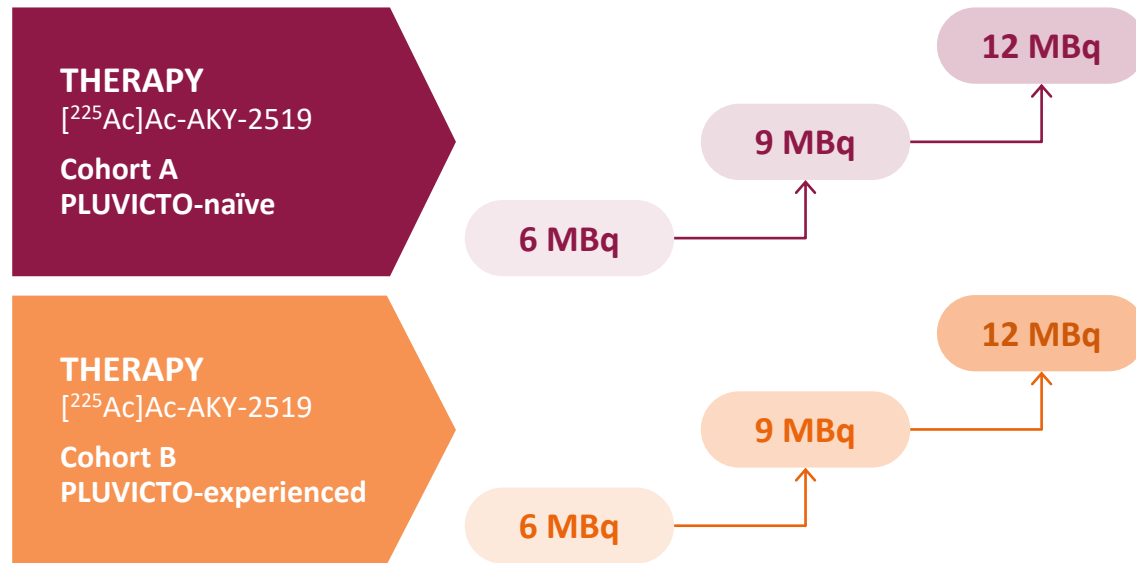 THERAPY
[²²⁵Ac]Ac-AKY-2519
Cohort A
PLUVICTO-naïve
6 MBq
9 MBq
12 MBq
THERAPY
[²²⁵Ac]Ac-AKY-2519
Cohort B
PLUVICTO-experienced
6 MBq
9 MBq
12 MBq